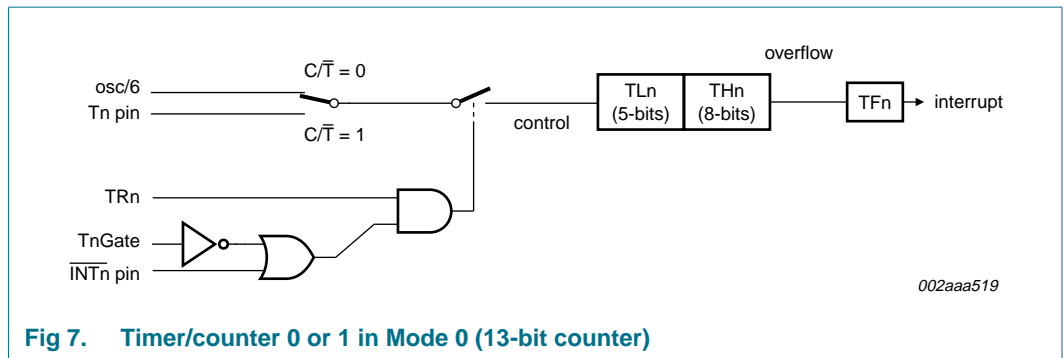 overflow
osc/6
C/T̅ = 0
Tn pin
C/T̅ = 1
control
TLn
(5-bits)
THn
(8-bits)
TFn
interrupt
TRn
TnGate
I̅N̅T̅n̅ pin
002aaa519
Fig 7. Timer/counter 0 or 1 in Mode 0 (13-bit counter)